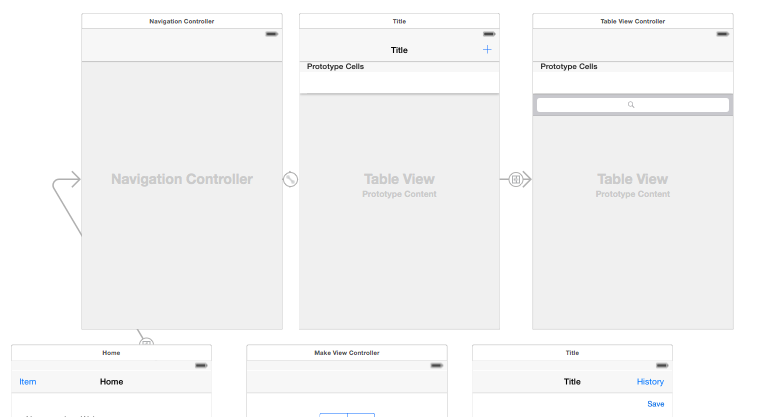 Navigation Controller
Title
Table View Controller
Title
Prototype Cells
Prototype Cells
Navigation Controller
Table View
Prototype Content
Table View
Prototype Content
Home
Make View Controller
Title
Item
Home
Title
History
Save